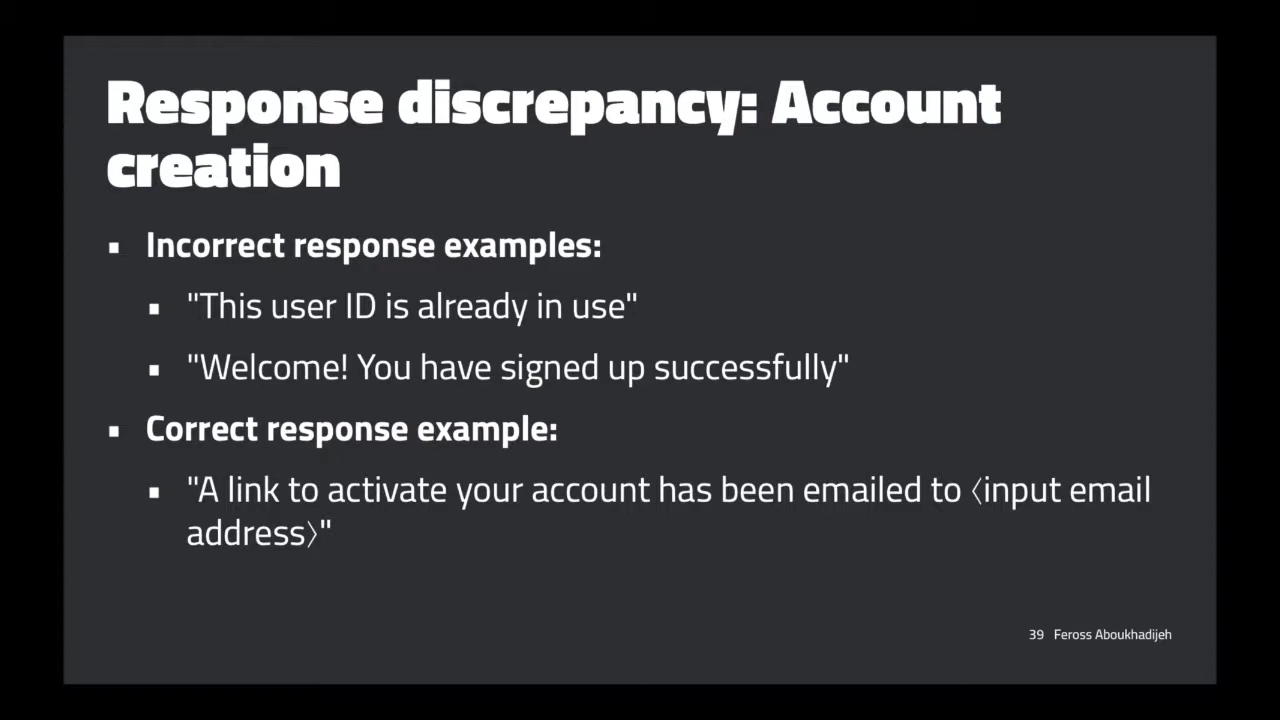 Response discrepancy: Account
creation
▪ Incorrect response examples:
▪ "This user ID is already in use"
▪ "Welcome! You have signed up successfully"
▪ Correct response example:
▪ "A link to activate your account has been emailed to 〈input email
address〉"
39 Feross Aboukhadijeh